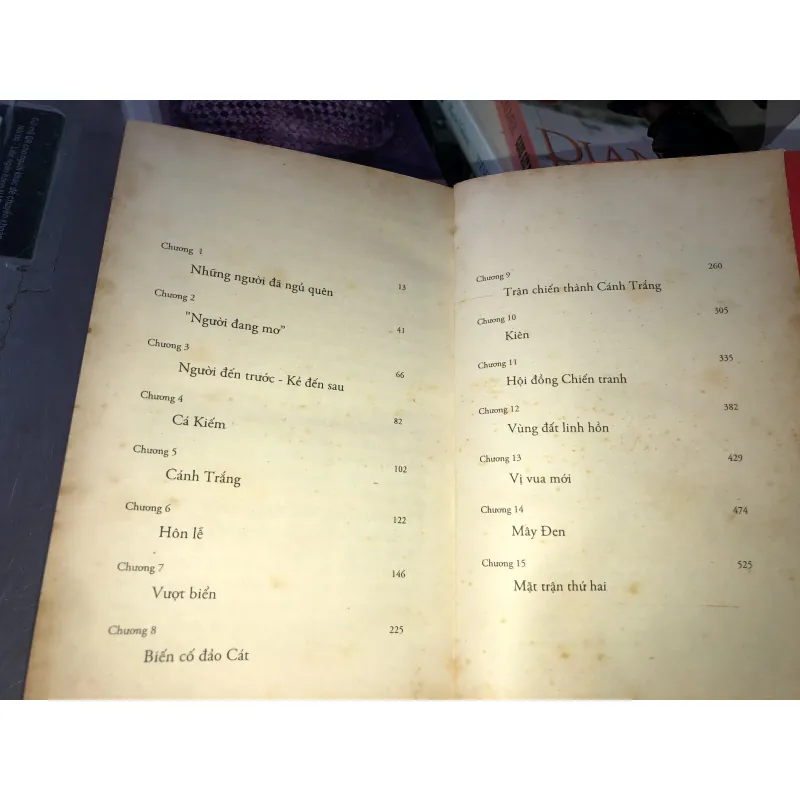 Chương 1
Những người đã ngủ quên 13
Chương 2
"Người đang mơ" 41
Chương 3
Người đến trước - Kẻ đến sau 66
Chương 4
Cá Kiếm 82
Chương 5
Cánh Trắng 102
Chương 6
Hôn lễ 122
Chương 7
Vượt biển 146
Chương 8
Biến cố đảo Cát 225
Chương 9
Trận chiến thành Cánh Trắng 260
Chương 10
Kiên 305
Chương 11
Hội đồng Chiến tranh 335
Chương 12
Vùng đất linh hồn 382
Chương 13
Vị vua mới 429
Chương 14
Mây Đen 474
Chương 15
Mặt trận thứ hai 525
DIAN